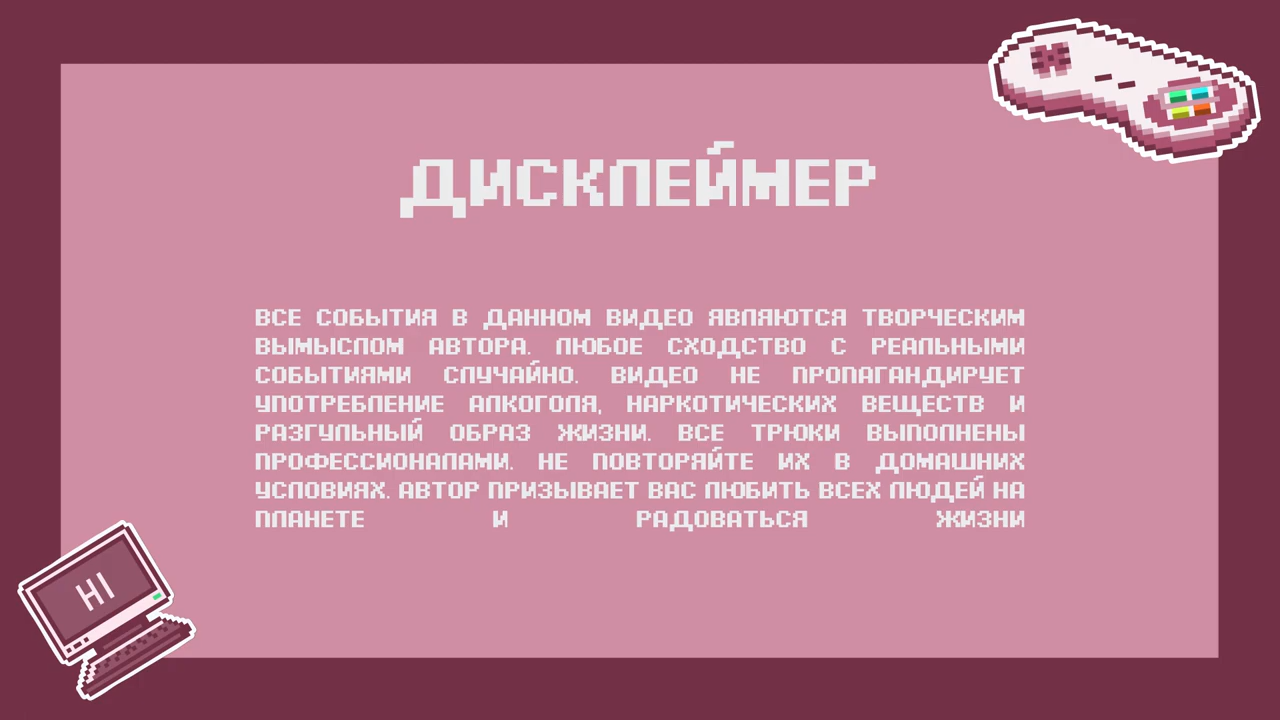 ДИСКЛЕЙМЕР
ВСЕ СОБЫТИЯ В ДАННОМ ВИДЕО ЯВЛЯЮТСЯ ТВОРЧЕСКИМ
ВЫМЫСЛОМ АВТОРА. ЛЮБОЕ СХОДСТВО С РЕАЛЬНЫМИ
СОБЫТИЯМИ СЛУЧАЙНО. ВИДЕО НЕ ПРОПАГАНДИРУЕТ
УПОТРЕБЛЕНИЕ АЛКОГОЛЯ, НАРКОТИЧЕСКИХ ВЕЩЕСТВ И
РАЗГУЛЬНЫЙ ОБРАЗ ЖИЗНИ. ВСЕ ТРЮКИ ВЫПОЛНЕНЫ
ПРОФЕССИОНАЛАМИ. НЕ ПОВТОРЯЙТЕ ИХ В ДОМАШНИХ
УСЛОВИЯХ. АВТОР ПРИЗЫВАЕТ ВАС ЛЮБИТЬ ВСЕХ ЛЮДЕЙ НА
ПЛАНЕТЕ И РАДОВАТЬСЯ ЖИЗНИ
HI